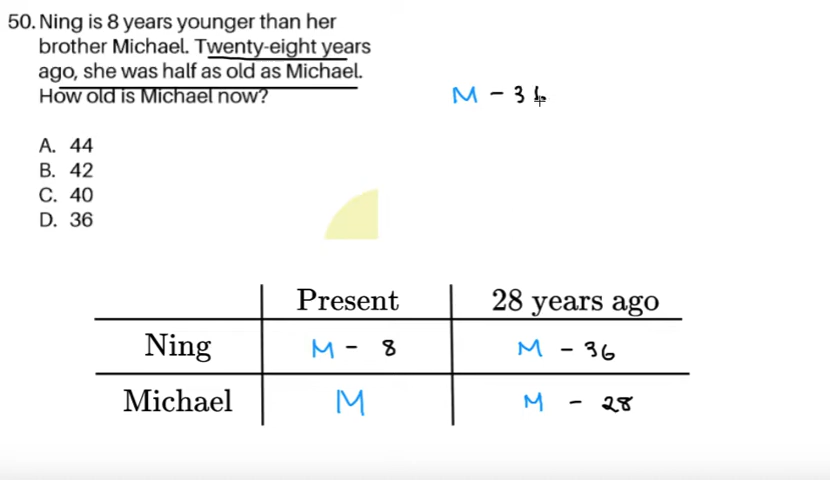 50. Ning is 8 years younger than her
brother Michael. Twenty-eight years
ago, she was half as old as Michael.
How old is Michael now?
M - 3
A. 44
B. 42
C. 40
D. 36
Present 28 years ago
Ning M - 8 M - 36
Michael M M - 28